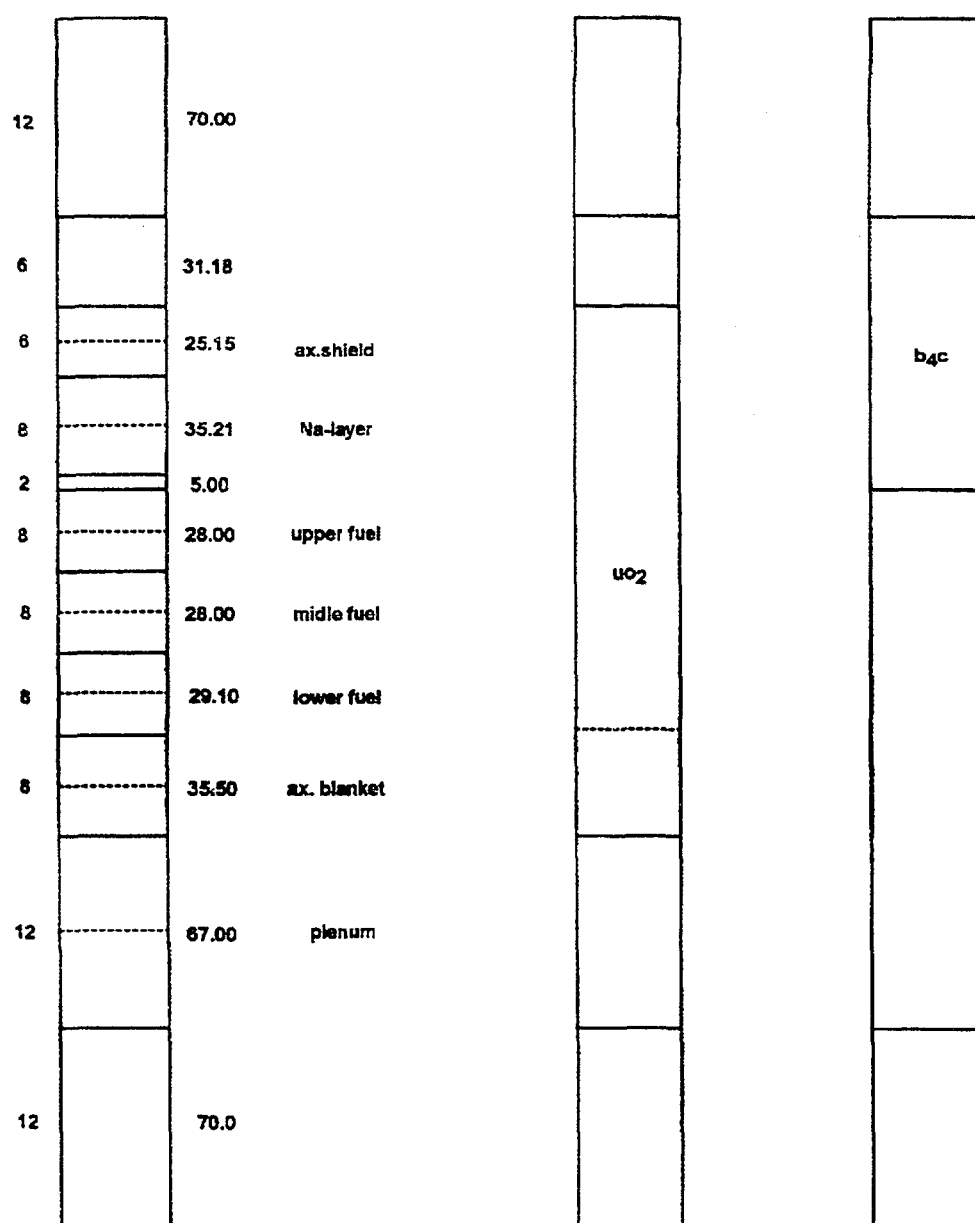 12 70.00
6 31.18
6 25.15 ax.shield
b4c
8 35.21 Na-layer
2 5.00
8 28.00 upper fuel
uo2
8 28.00 midle fuel
8 29.10 lower fuel
8 35.50 ax. blanket
12 67.00 plenum
12 70.0